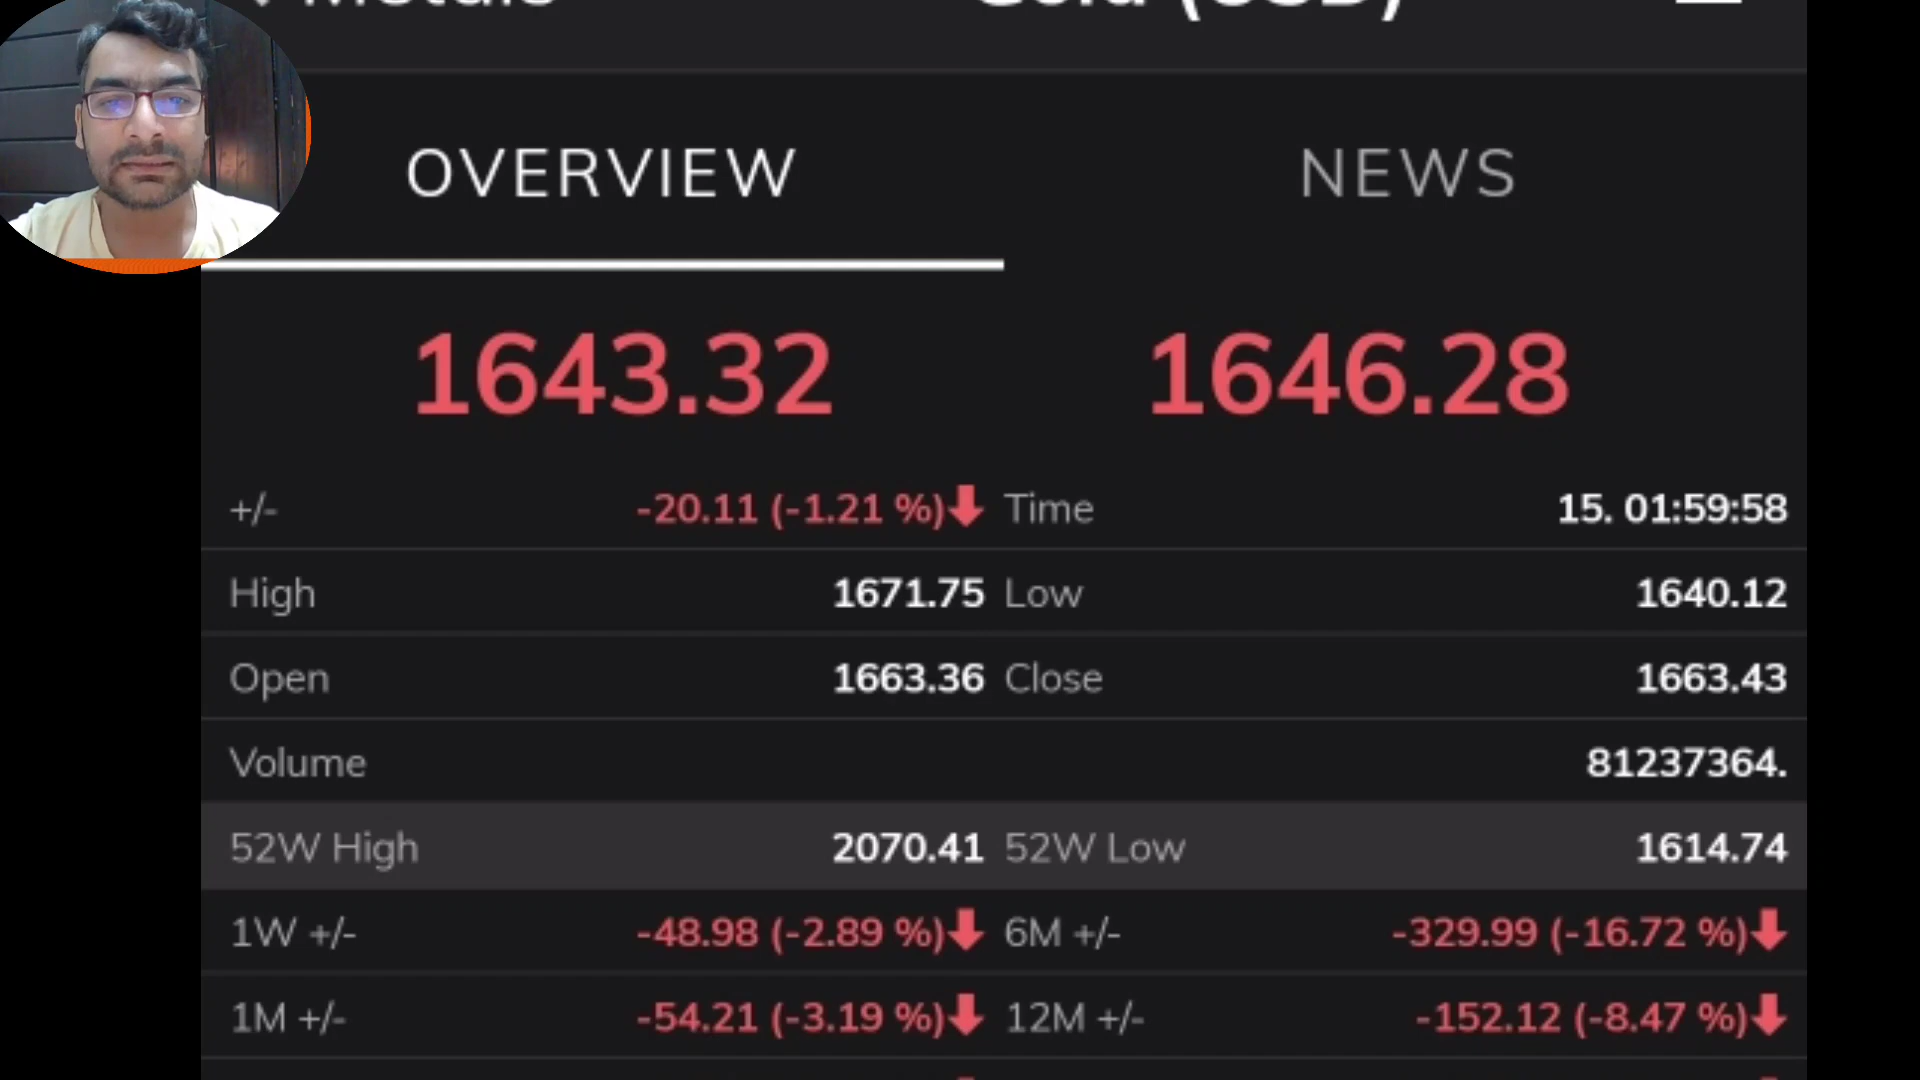 Metals Gold (USD)
OVERVIEW NEWS
1643.32 1646.28
+/- -20.11 (-1.21 %) Time 15. 01:59:58
High 1671.75 Low 1640.12
Open 1663.36 Close 1663.43
Volume 81237364.
52W High 2070.41 52W Low 1614.74
1W +/- -48.98 (-2.89 %) 6M +/- -329.99 (-16.72 %)
1M +/- -54.21 (-3.19 %) 12M +/- -152.12 (-8.47 %)